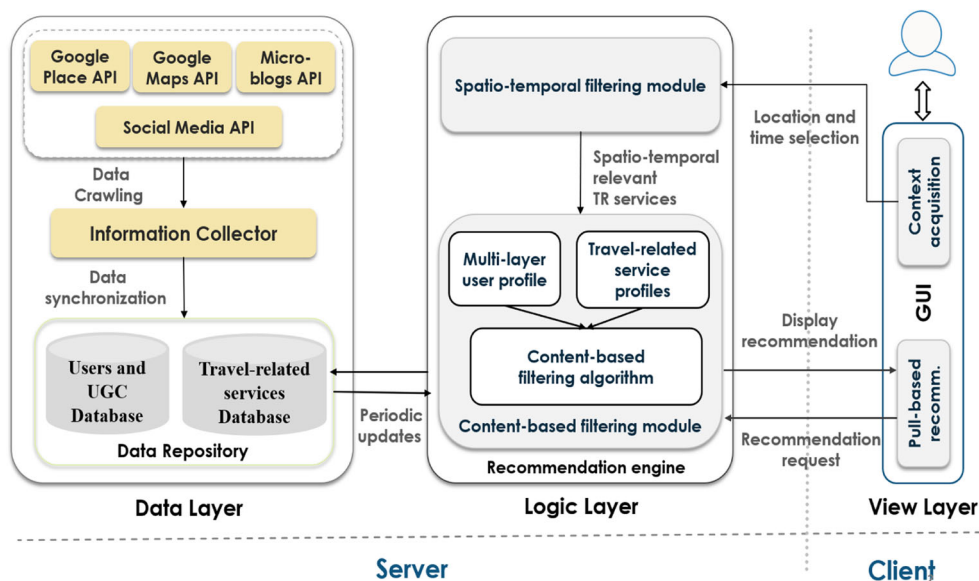 Google
Place API
Google
Maps API
Micro-
blogs API
Social Media API
Data
Crawling
Information Collector
Data
synchronization
Users and
UGC
Database
Travel-related
services
Database
Data Repository
Data Layer
Periodic
updates
Spatio-temporal filtering module
Spatio-temporal
relevant
TR services
Multi-layer
user profile
Travel-related
service
profiles
Content-based
filtering algorithm
Content-based filtering module
Recommendation engine
Logic Layer
Location and
time selection
Display
recommendation
Recommendation
request
Context
acquisition
GUI
Pull-based
recomm.
View Layer
Server
Client